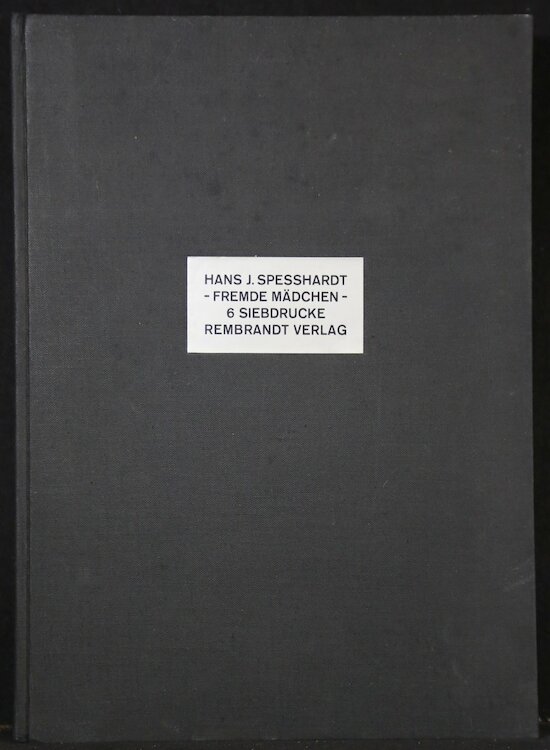 HANS J. SPESSHARDT
- FREMDE MÄDCHEN -
6 SIEBDRUCKE
REMBRANDT VERLAG